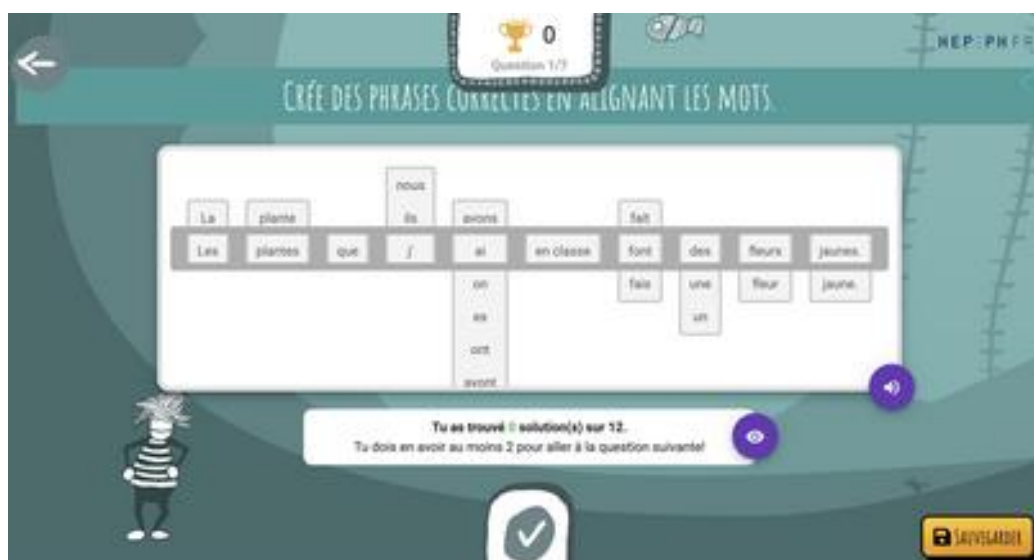 0
Question 1/7
HEP PH FR
CRÉE DES PHRASES CORRECTES EN ALIGNANT LES MOTS.
nous
La plante ils avons fait
Les plantes que j' ai en classe font des fleurs jaunes.
on fais une fleur jaune.
es un
ont
avont
Tu as trouvé 0 solution(s) sur 12.
Tu dois en avoir au moins 2 pour aller à la question suivante!
SAUVEGARDER